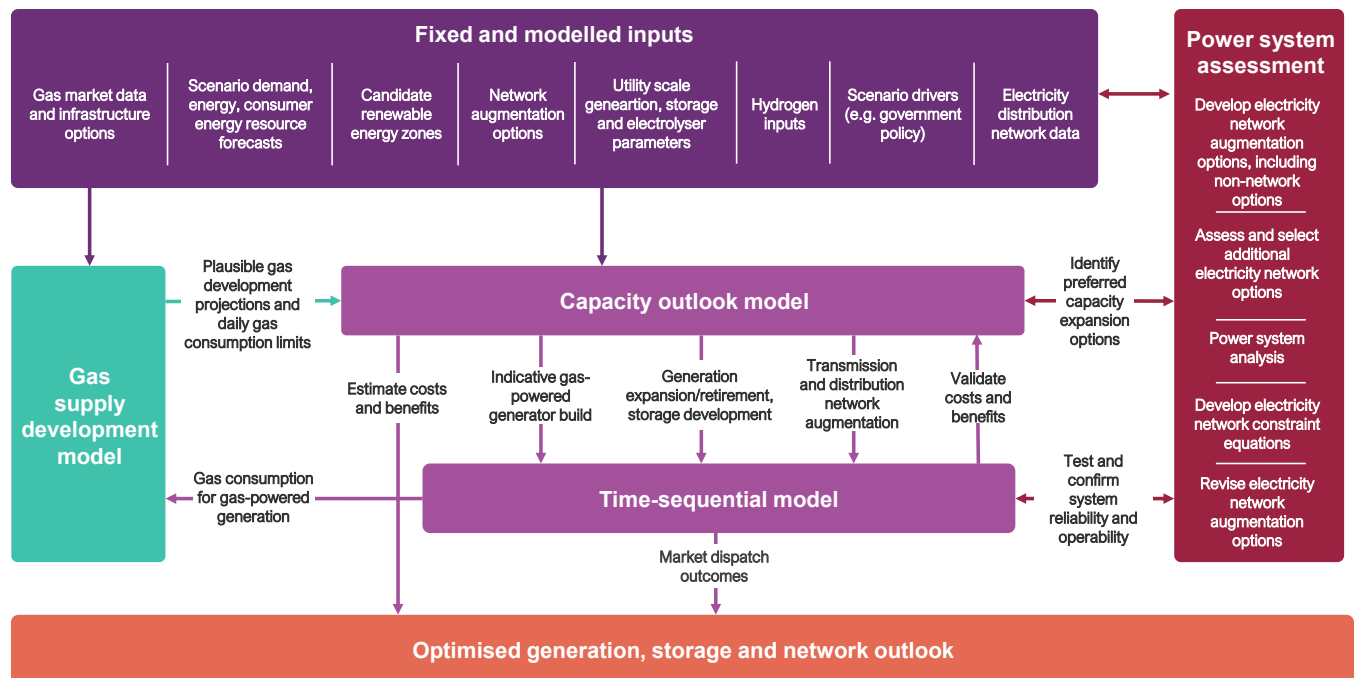 Fixed and modelled inputs
Gas market data
and infrastructure
options
Scenario demand,
energy, consumer
energy resource
forecasts
Candidate
renewable
energy zones
Network
augmentation
options
Utility scale
geneartion, storage
and electrolyser
parameters
Hydrogen
inputs
Scenario drivers
(e.g. government
policy)
Electricity
distribution
network data
Power system
assessment
Develop electricity
network
augmentation
options, including
non-network
options
Assess and select
additional
electricity network
options
Power system
analysis
Develop electricity
network constraint
equations
Revise electricity
network
augmentation
options
Gas
supply
development
model
Plausible gas
development
projections and
daily gas
consumption limits
Capacity outlook model
Identify
preferred
capacity
expansion
options
Estimate costs
and benefits
Indicative gas-
powered
generator build
Generation
expansion/retirement,
storage development
Transmission
and distribution
network
augmentation
Validate
costs and
benefits
Gas consumption
for gas-powered
generation
Time-sequential model
Test and
confirm
system
reliability and
operability
Market dispatch
outcomes
Optimised generation, storage and network outlook